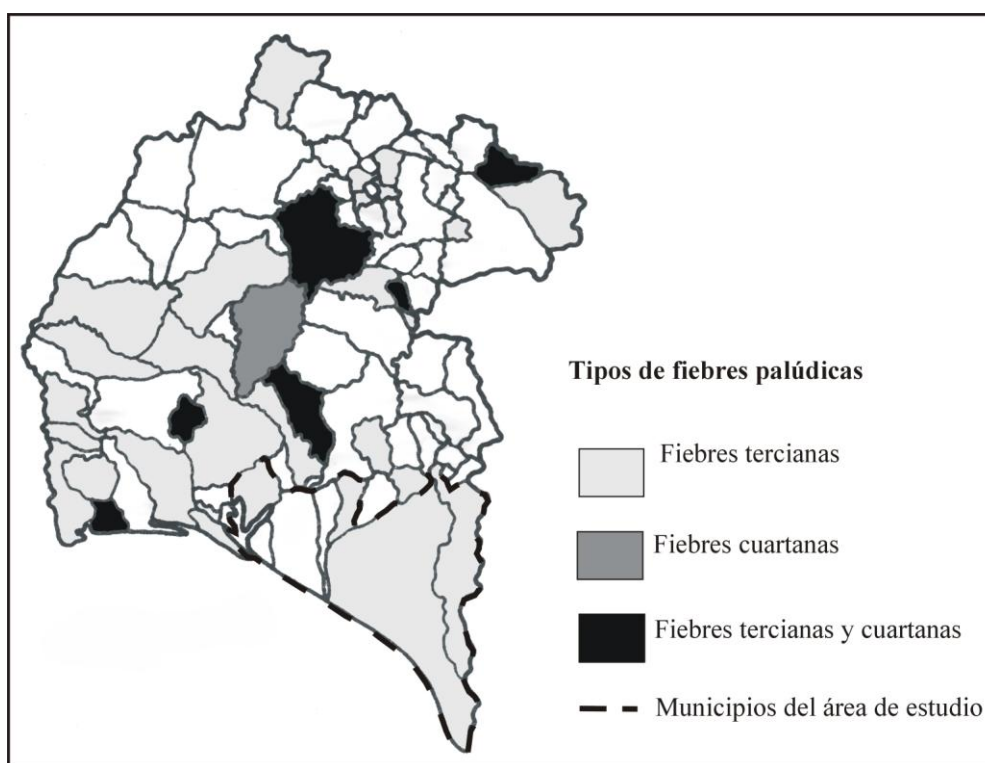 Tipos de fiebres palúdicas
Fiebres tercianas
Fiebres cuartanas
Fiebres tercianas y cuartanas
Municipios del área de estudio